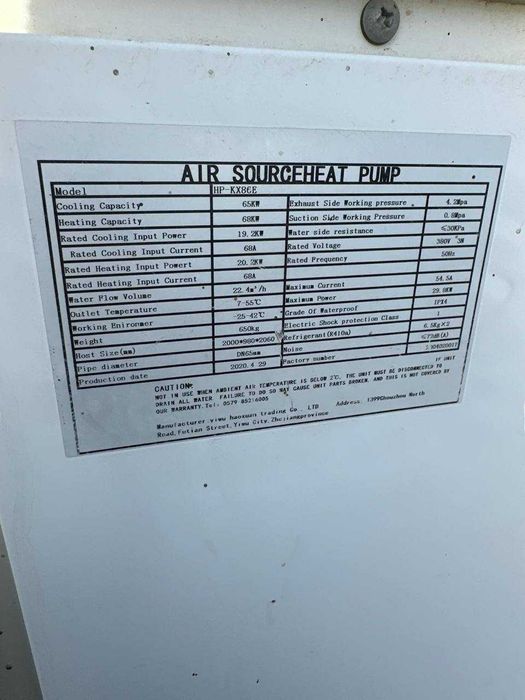 AIR SOURCEHEAT PUMP
Model HP-KX86E
Cooling Capacity 65KW Exhaust Side Working pressure 4.2Mpa
Heating Capacity 68KW Suction Side Working Pressure 0.8Mpa
Rated Cooling Input Power 19.2KW Water side resistance ≤30KPa
Rated Cooling Input Current 68A Rated Voltage 380V 3N
Rated Heating Input Powert 20.2KW Rated Frequency 50Hz
Rated Heating Input Current 68A
Water Flow Volume 22.4m³/h Maximum Current 54.5A
Outlet Temperature 7-55℃ Maximum Power 29.0KW
Working Enironmer -25-42℃ Grade Of Waterproof IPX4
Weight 650kg Electric Shock protection Class 1
Host Size(mm) 2000*980*2060 Refrigerant(R410a) 6.5Kg×2
Pipe diameter DN65mm Noise ≤73dB(A)
Production date 2020.4 29 Factory number
CAUTION:
NOT IN USE WHEN AMBIENT AIR TEMPERATURE IS BELOW 2℃, THE UNIT MUST BE DISCONNECTED TO IF UNIT
DRAIN ALL WATER. FAILURE TO DO SO MAY CAUSE UNIT PARTS BROKEN. AND THIS IS NOT COVERED BY
OUR WARRANTY. Tel. 0579 85216005
Manufacturer yiwu haoxuan trading Co., LTD Address. 1399Chouzhou North
Road, Futian Street, Yiwu City, Zhejiangprovince